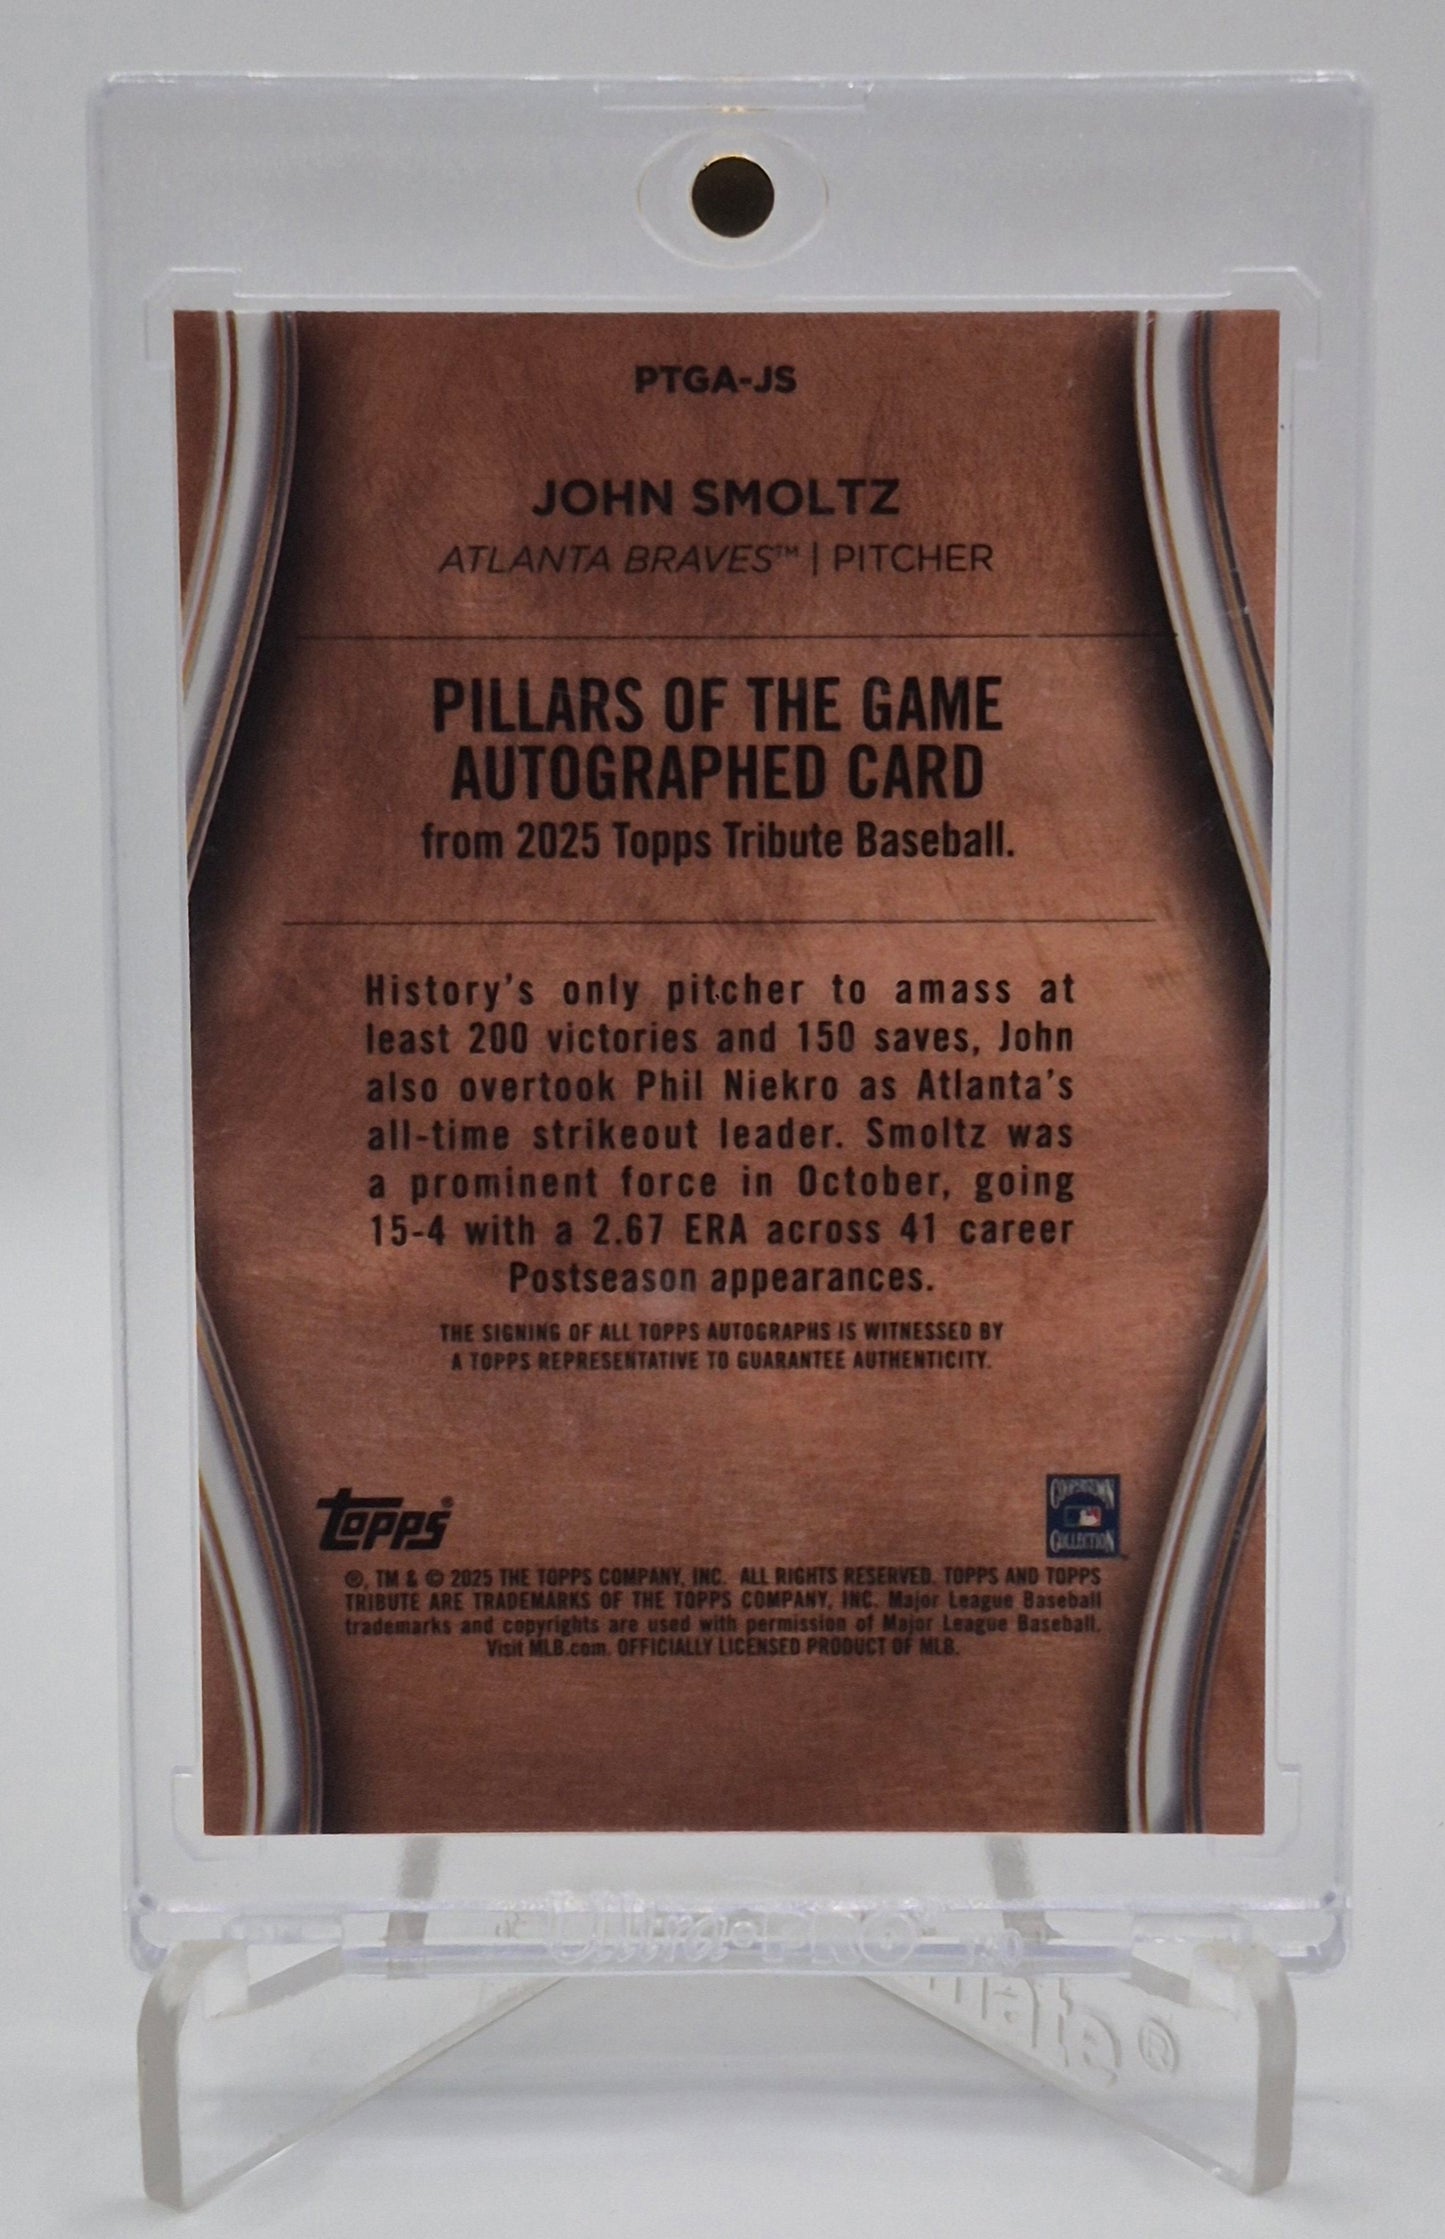 PTGA-JS
JOHN SMOLTZ
ATLANTA BRAVES™ | PITCHER
PILLARS OF THE GAME
AUTOGRAPHED CARD
from 2025 Topps Tribute Baseball.
History's only pitcher to amass at
least 200 victories and 150 saves, John
also overtook Phil Niekro as Atlanta's
all-time strikeout leader. Smoltz was
a prominent force in October, going
15-4 with a 2.67 ERA across 41 career
Postseason appearances.
THE SIGNING OF ALL TOPPS AUTOGRAPHS IS WITNESSED BY
A TOPPS REPRESENTATIVE TO GUARANTEE AUTHENTICITY.
topps®
COOPERSTOWN
COLLECTION™
®, TM & © 2025 THE TOPPS COMPANY, INC. ALL RIGHTS RESERVED. TOPPS AND TOPPS
TRIBUTE ARE TRADEMARKS OF THE TOPPS COMPANY, INC. Major League Baseball
trademarks and copyrights are used with permission of Major League Baseball.
Visit MLB.com. OFFICIALLY LICENSED PRODUCT OF MLB.
Ultra•PRO
®